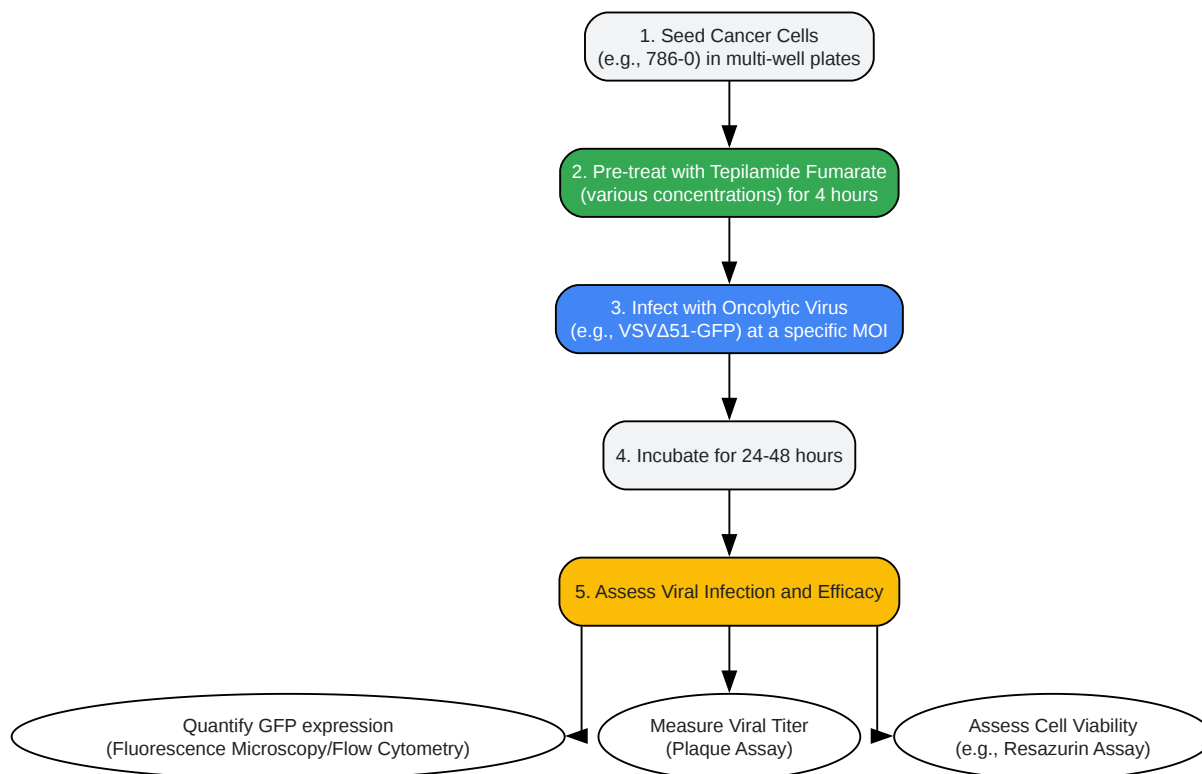 1. Seed Cancer Cells
(e.g., 786-0) in multi-well plates
2. Pre-treat with Tepilamide Fumarate
(various concentrations) for 4 hours
3. Infect with Oncolytic Virus
(e.g., VSVΔ51-GFP) at a specific MOI
4. Incubate for 24-48 hours
5. Assess Viral Infection and Efficacy
Quantify GFP expression
(Fluorescence Microscopy/Flow Cytometry)
Measure Viral Titer
(Plaque Assay)
Assess Cell Viability
(e.g., Resazurin Assay)